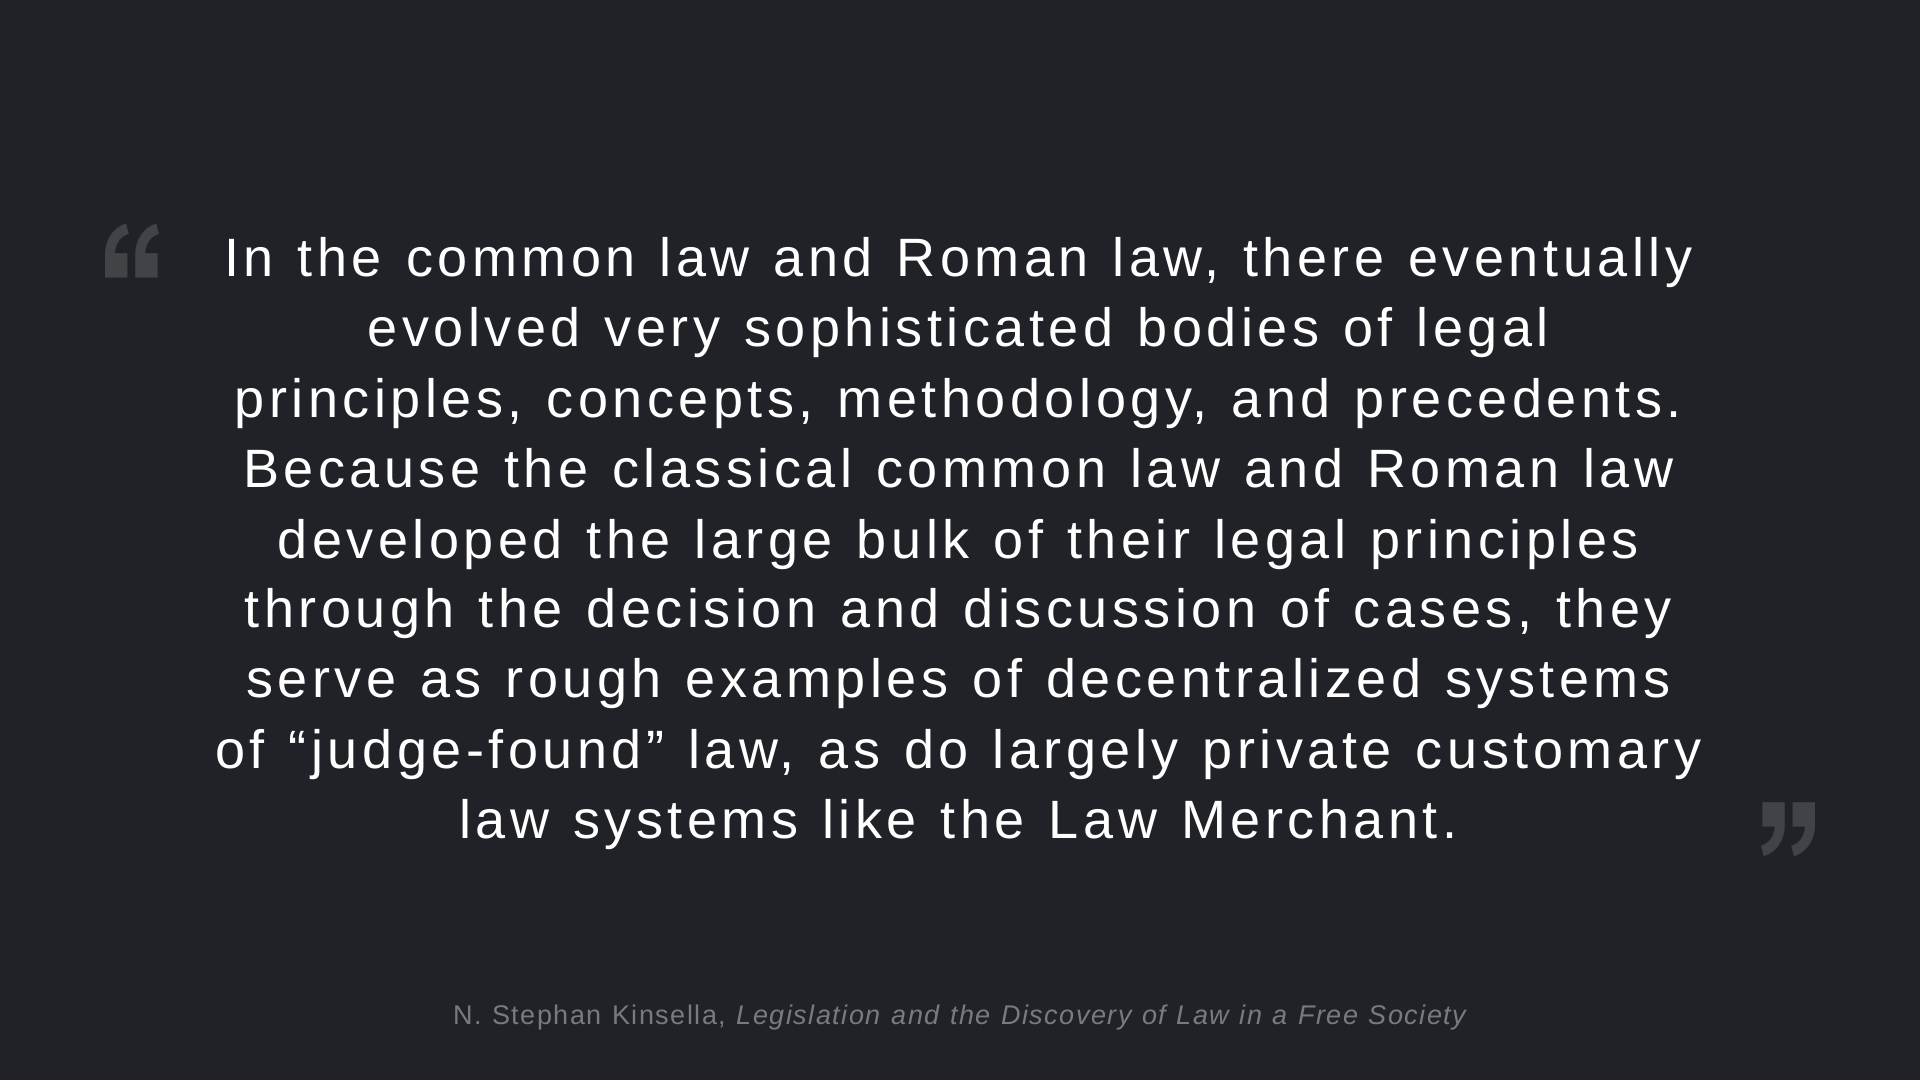 “ In the common law and Roman law, there eventually
evolved very sophisticated bodies of legal
principles, concepts, methodology, and precedents.
Because the classical common law and Roman law
developed the large bulk of their legal principles
through the decision and discussion of cases, they
serve as rough examples of decentralized systems
of “judge-found” law, as do largely private customary
law systems like the Law Merchant. ”
N. Stephan Kinsella, Legislation and the Discovery of Law in a Free Society